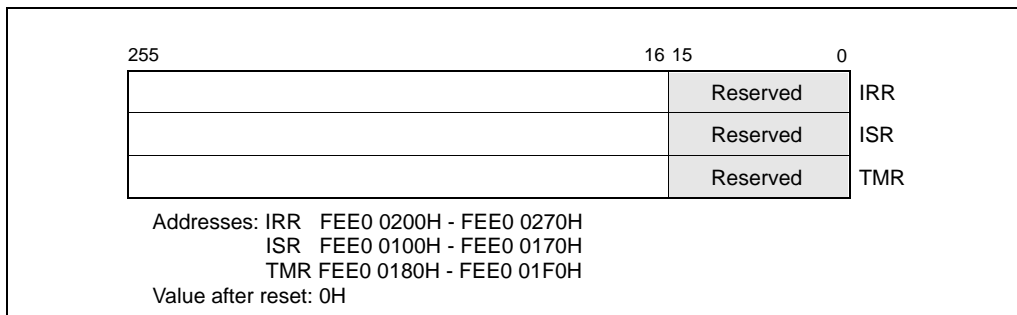 255 16 15 0
Reserved IRR
Reserved ISR
Reserved TMR
Addresses: IRR FEE0 0200H - FEE0 0270H
ISR FEE0 0100H - FEE0 0170H
TMR FEE0 0180H - FEE0 01F0H
Value after reset: 0H